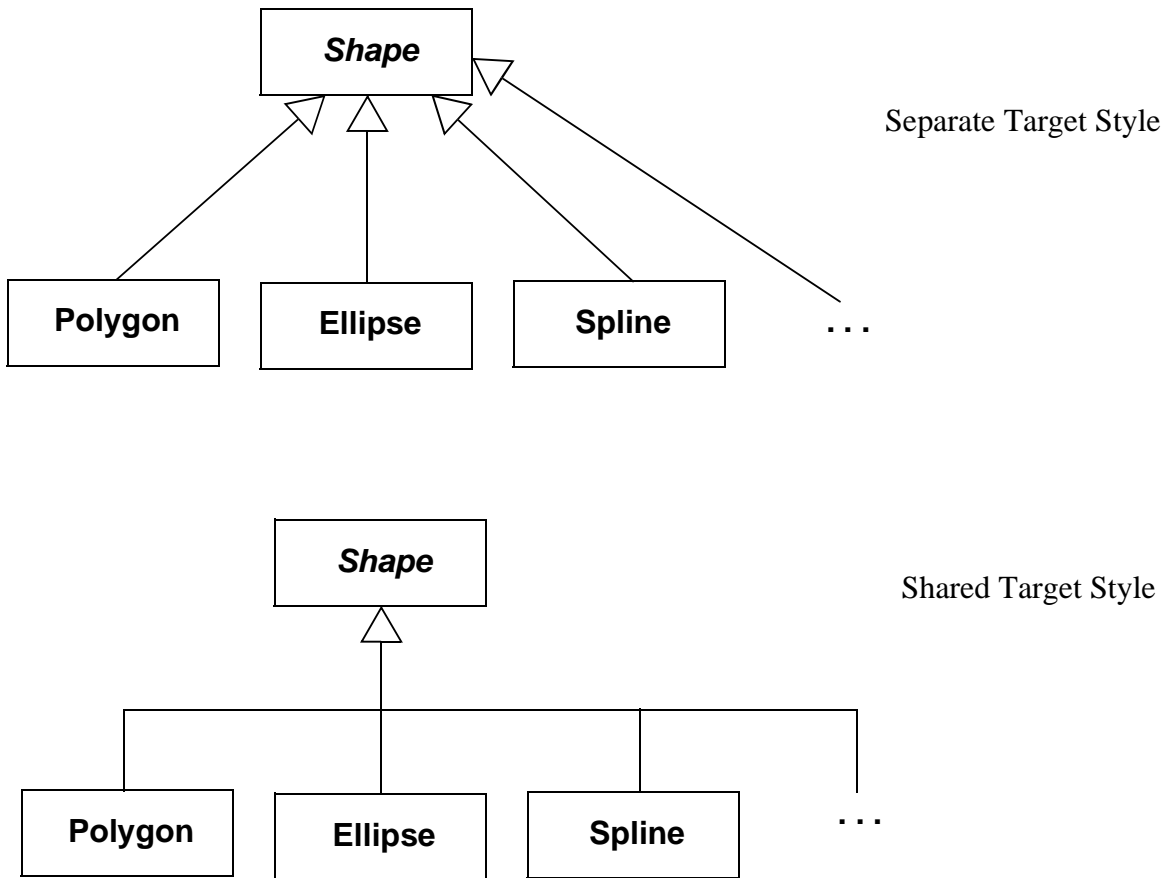 Shape
Separate Target Style
Polygon
Ellipse
Spline
. . .
Shape
Shared Target Style
Polygon
Ellipse
Spline
. . .